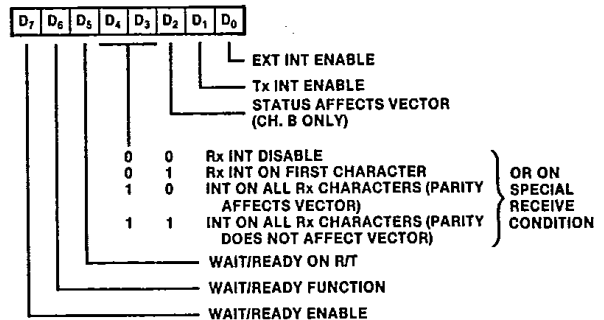 D7 D6 D5 D4 D3 D2 D1 D0
EXT INT ENABLE
Tx INT ENABLE
STATUS AFFECTS VECTOR
(CH. B ONLY)
0 0 Rx INT DISABLE
0 1 Rx INT ON FIRST CHARACTER
1 0 INT ON ALL Rx CHARACTERS (PARITY
AFFECTS VECTOR)
1 1 INT ON ALL Rx CHARACTERS (PARITY
DOES NOT AFFECT VECTOR)
OR ON
SPECIAL
RECEIVE
CONDITION
WAIT/READY ON R/T
WAIT/READY FUNCTION
WAIT/READY ENABLE